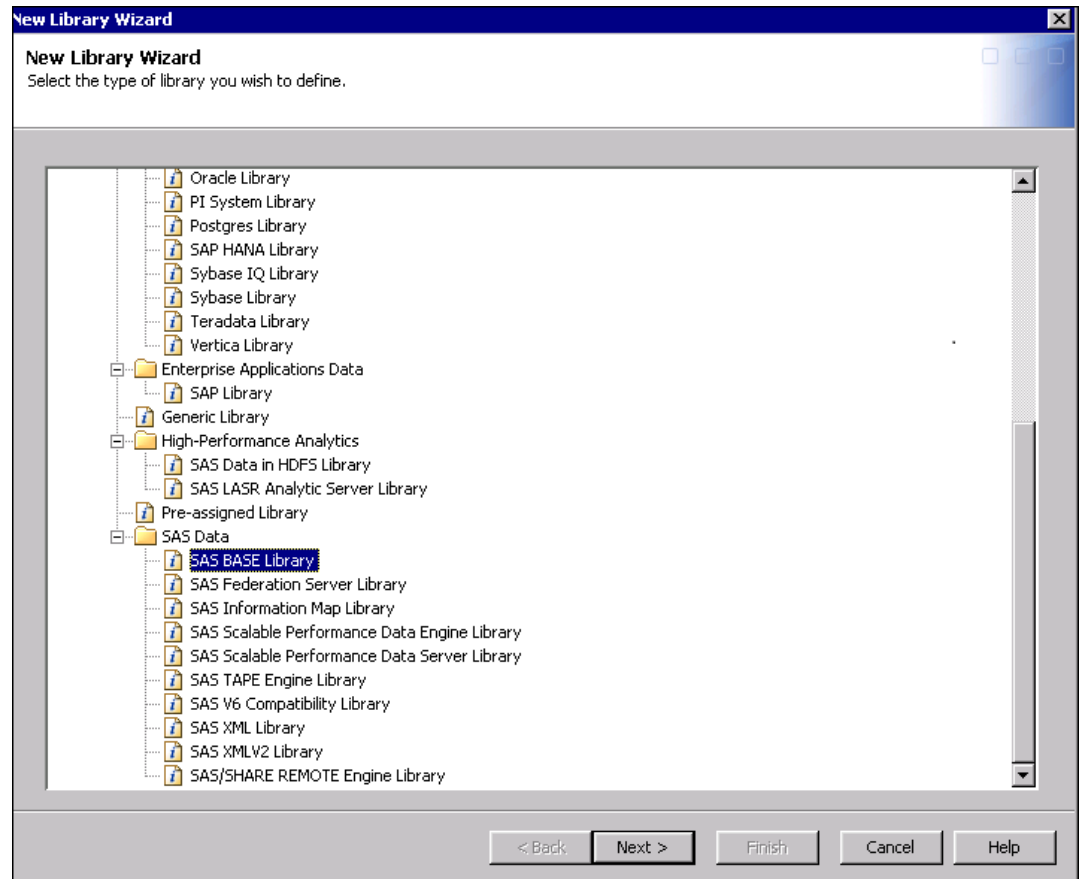 New Library Wizard
New Library Wizard
Select the type of library you wish to define.
Oracle Library
PI System Library
Postgres Library
SAP HANA Library
Sybase IQ Library
Sybase Library
Teradata Library
Vertica Library
Enterprise Applications Data
SAP Library
Generic Library
High-Performance Analytics
SAS Data in HDFS Library
SAS LASR Analytic Server Library
Pre-assigned Library
SAS Data
SAS BASE Library
SAS Federation Server Library
SAS Information Map Library
SAS Scalable Performance Data Engine Library
SAS Scalable Performance Data Server Library
SAS TAPE Engine Library
SAS V6 Compatibility Library
SAS XML Library
SAS XMLV2 Library
SAS/SHARE REMOTE Engine Library
< Back Next > Finish Cancel Help